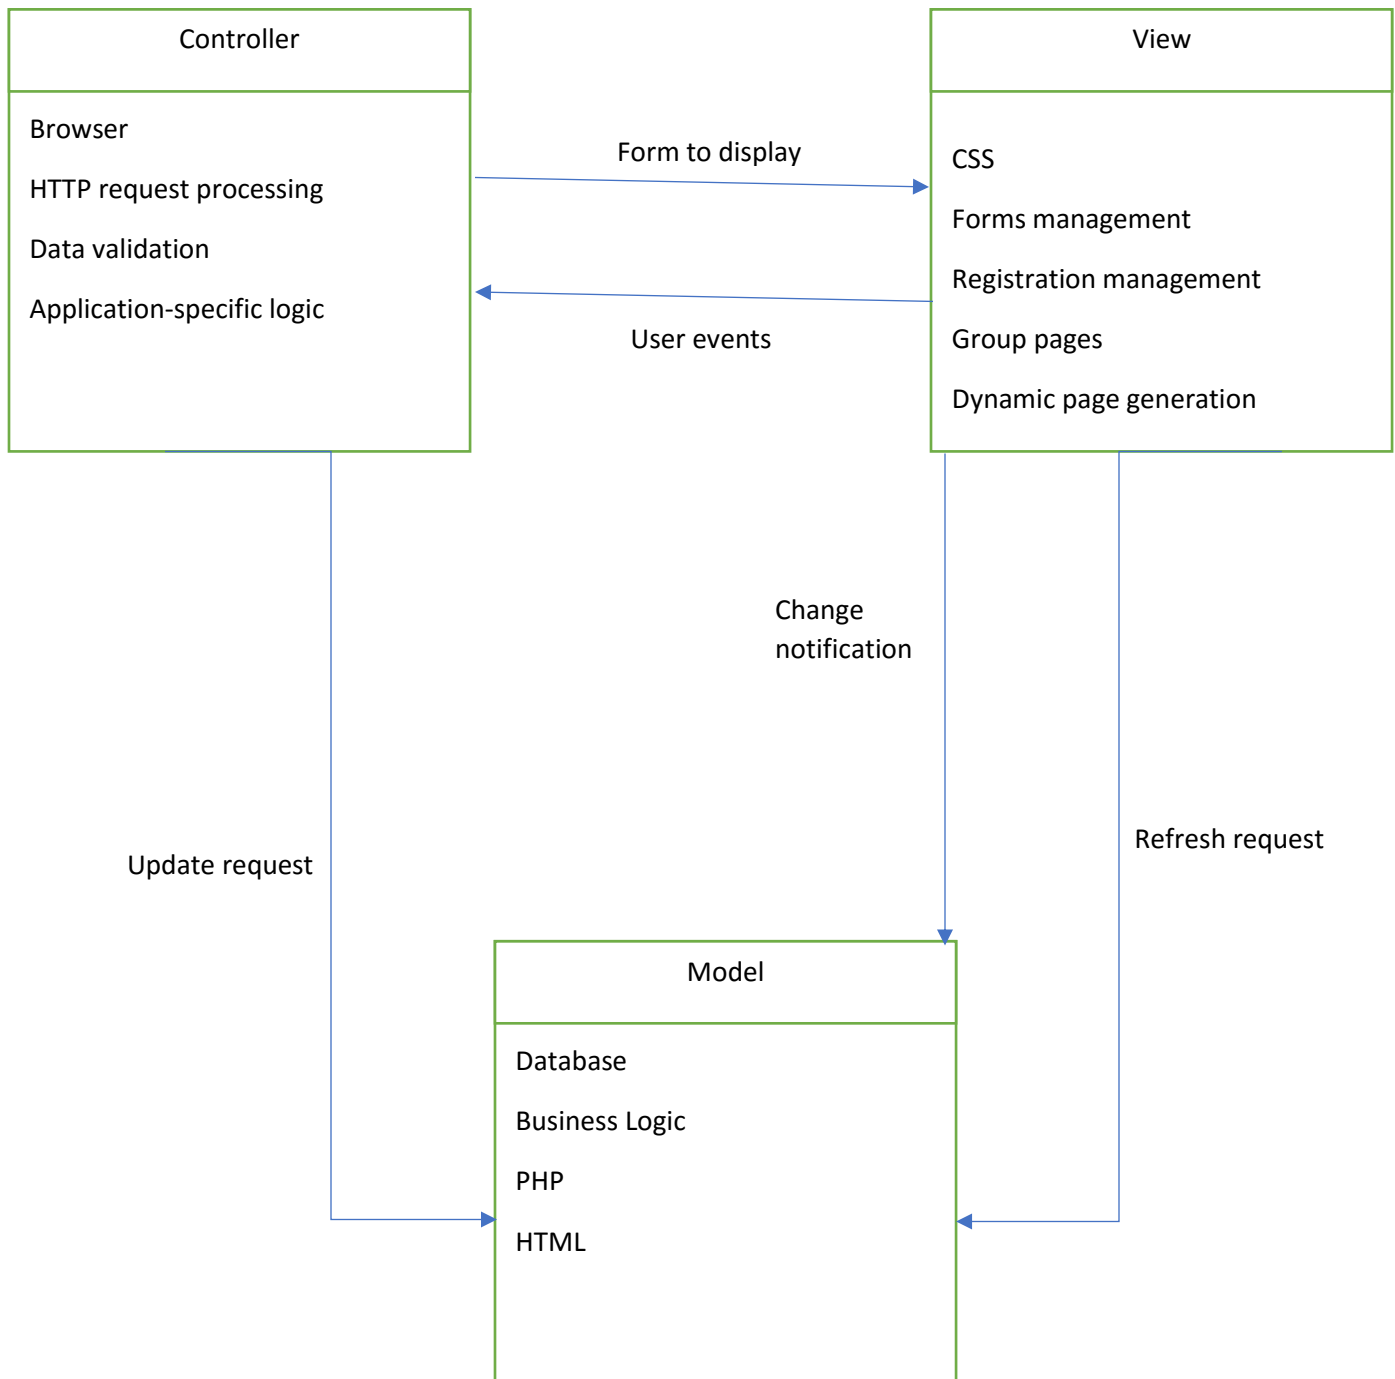 Controller
Browser
HTTP request processing
Data validation
Application-specific logic
Form to display
User events
View
CSS
Forms management
Registration management
Group pages
Dynamic page generation
Change
notification
Refresh request
Update request
Model
Database
Business Logic
PHP
HTML